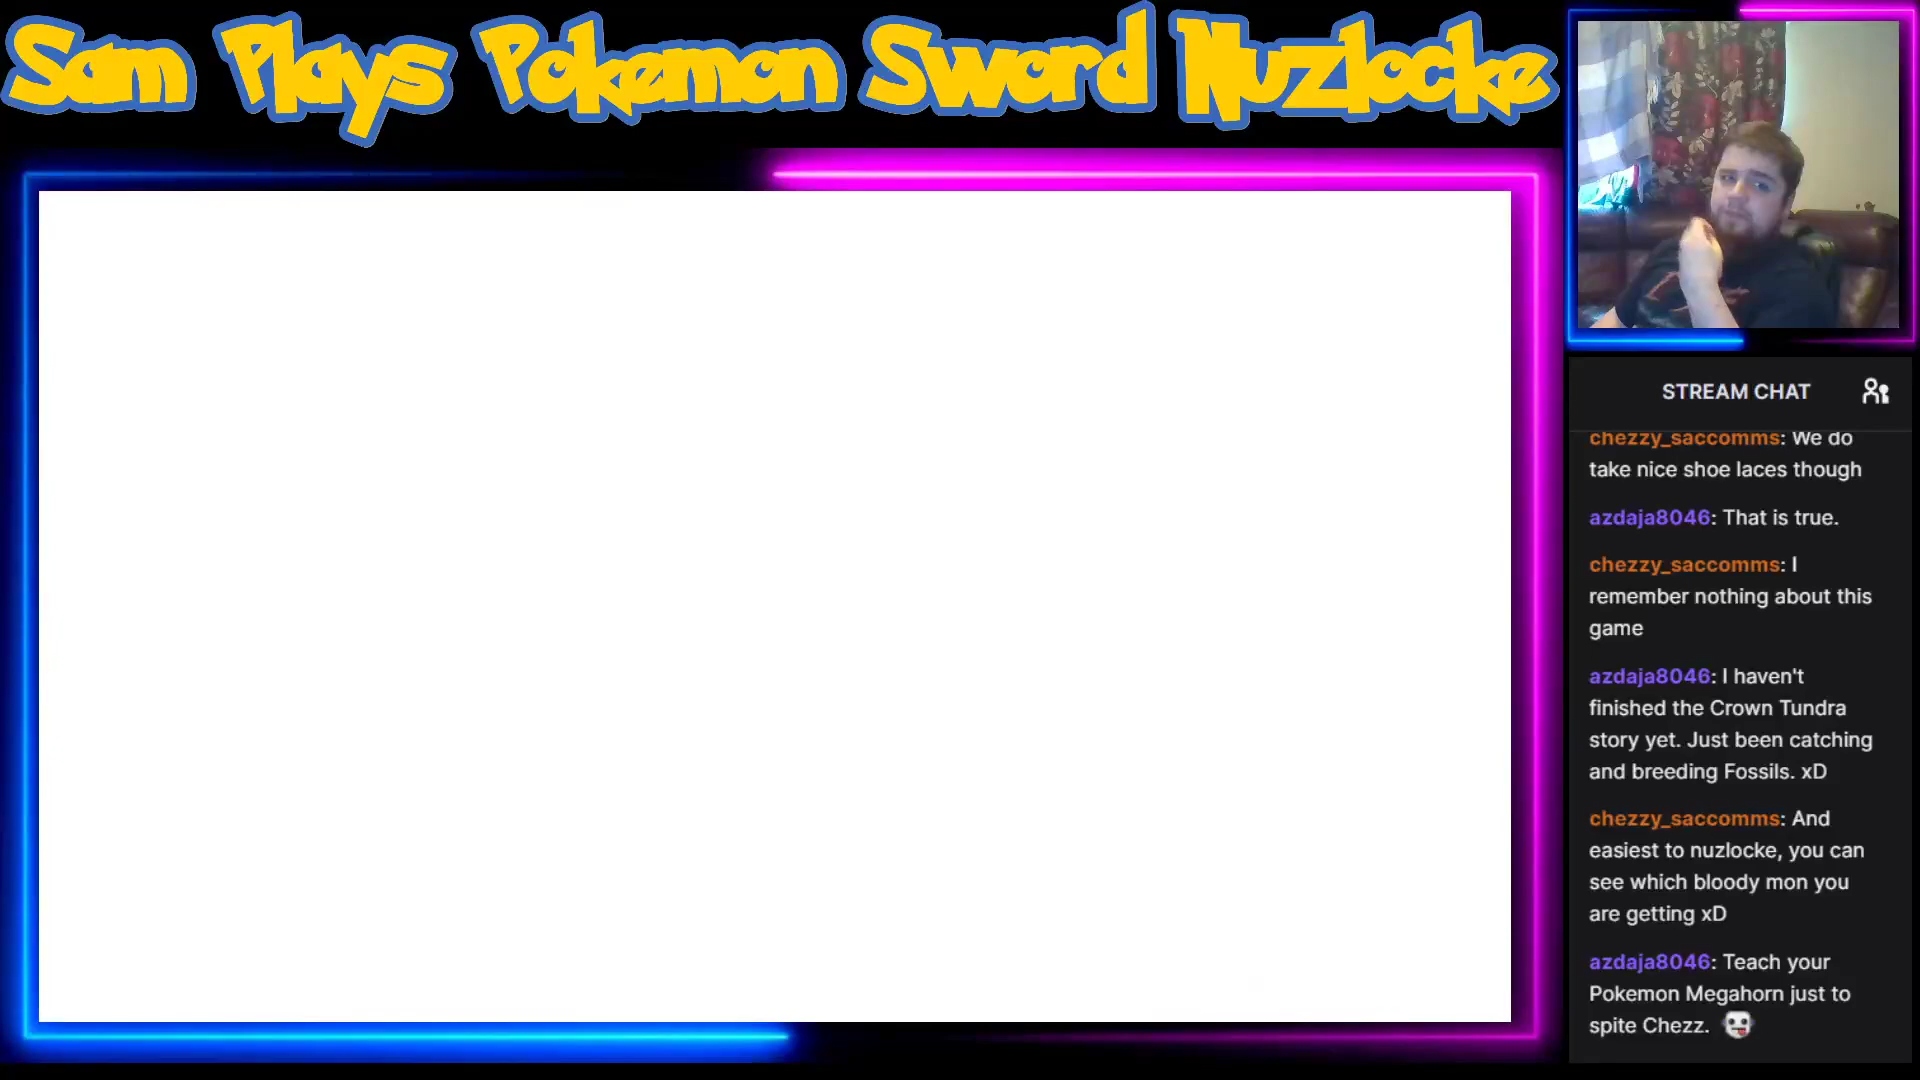 Sam Plays Pokemon Sword Nuzlocke
STREAM CHAT
chezzy_saccomms: We do
take nice shoe laces though
azdaja8046: That is true.
chezzy_saccomms: I
remember nothing about this
game
azdaja8046: I haven't
finished the Crown Tundra
story yet. Just been catching
and breeding Fossils. xD
chezzy_saccomms: And
easiest to nuzlocke, you can
see which bloody mon you
are getting xD
azdaja8046: Teach your
Pokemon Megahorn just to
spite Chezz.